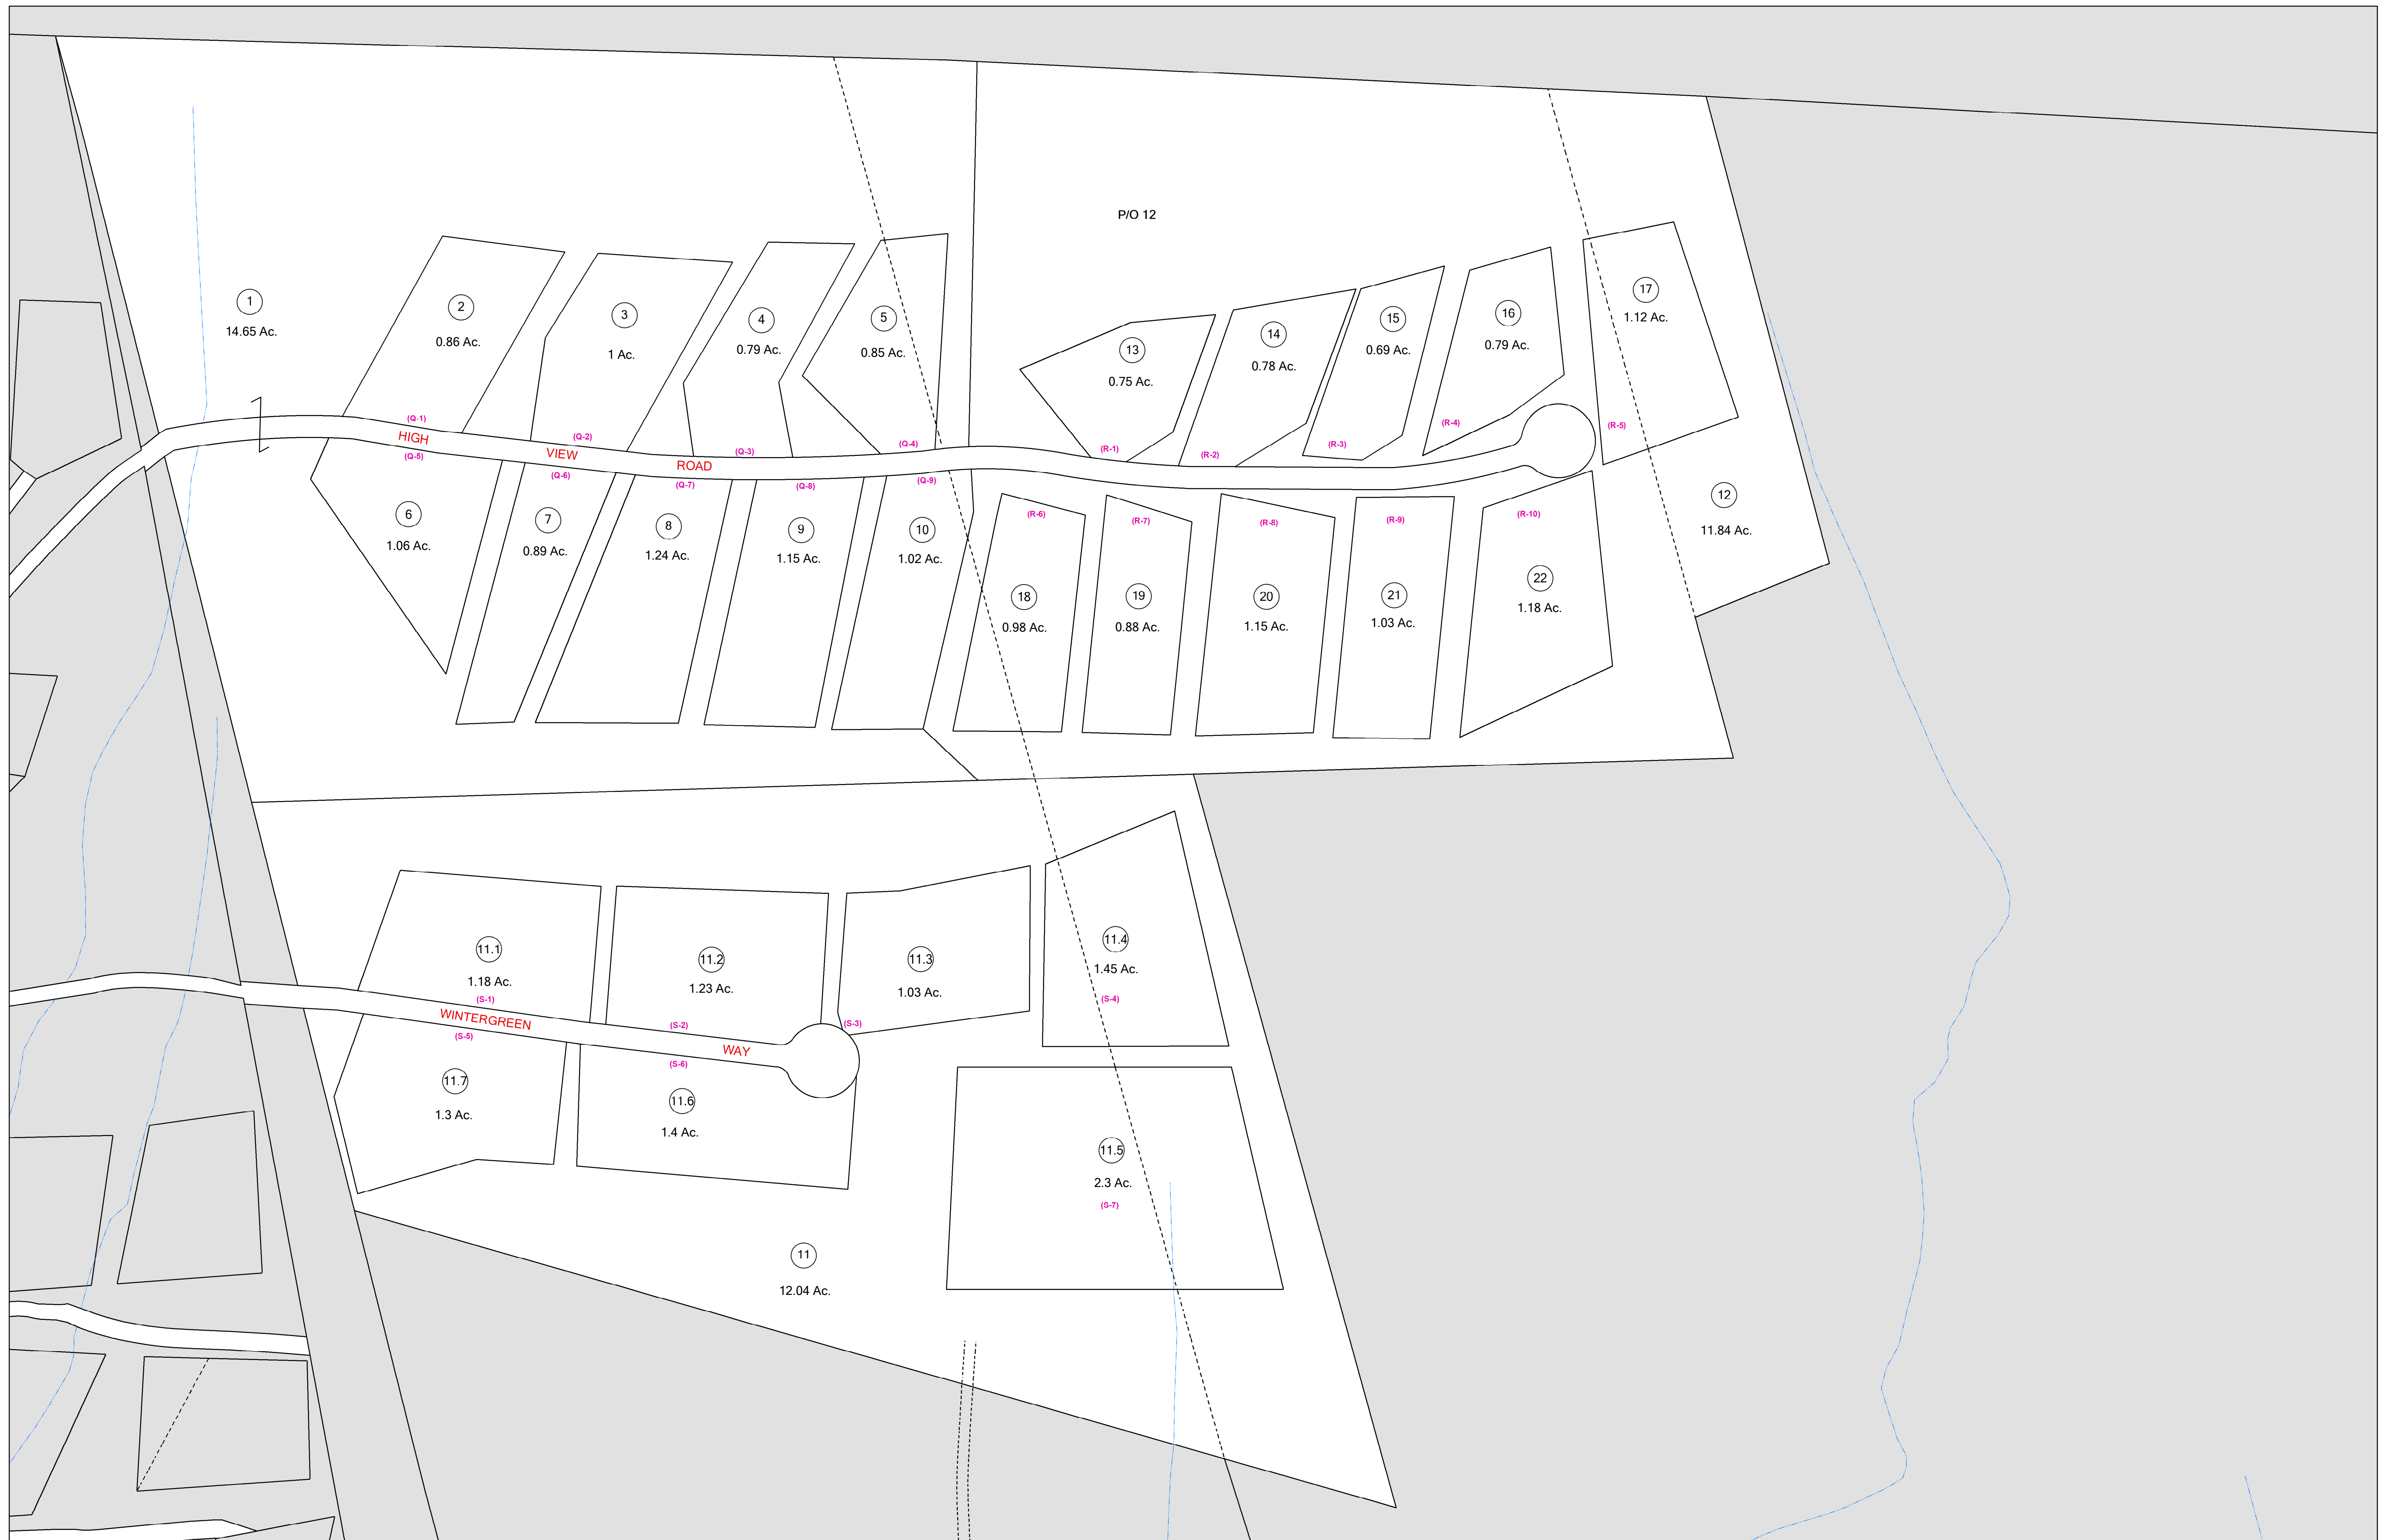 P/O 12
1
14.65 Ac.
2
0.86 Ac.
3
1 Ac.
4
0.79 Ac.
5
0.85 Ac.
13
0.75 Ac.
14
0.78 Ac.
15
0.69 Ac.
16
0.79 Ac.
17
1.12 Ac.
(Q-1)
(Q-2)
(Q-3)
(Q-4)
(R-1)
(R-2)
(R-3)
(R-4)
(R-5)
HIGH VIEW ROAD
(Q-5)
(Q-6)
(Q-7)
(Q-8)
(Q-9)
(R-6)
(R-7)
(R-8)
(R-9)
(R-10)
6
1.06 Ac.
7
0.89 Ac.
8
1.24 Ac.
9
1.15 Ac.
10
1.02 Ac.
18
0.98 Ac.
19
0.88 Ac.
20
1.15 Ac.
21
1.03 Ac.
22
1.18 Ac.
12
11.84 Ac.
11.1
1.18 Ac.
(S-1)
11.2
1.23 Ac.
(S-2)
11.3
1.03 Ac.
(S-3)
11.4
1.45 Ac.
(S-4)
WINTERGREEN WAY
(S-5)
11.7
1.3 Ac.
(S-6)
11.6
1.4 Ac.
11.5
2.3 Ac.
(S-7)
11
12.04 Ac.